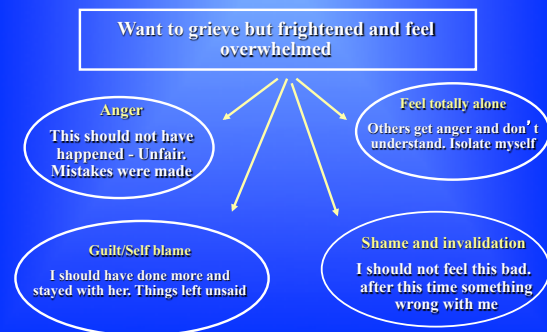 Want to grieve but frightened and feel
overwhelmed
Anger
This should not have
happened - Unfair.
Mistakes were made
Feel totally alone
Others get anger and don’t
understand. Isolate myself
Guilt/Self blame
I should have done more and
stayed with her. Things left unsaid
Shame and invalidation
I should not feel this bad.
after this time something
wrong with me